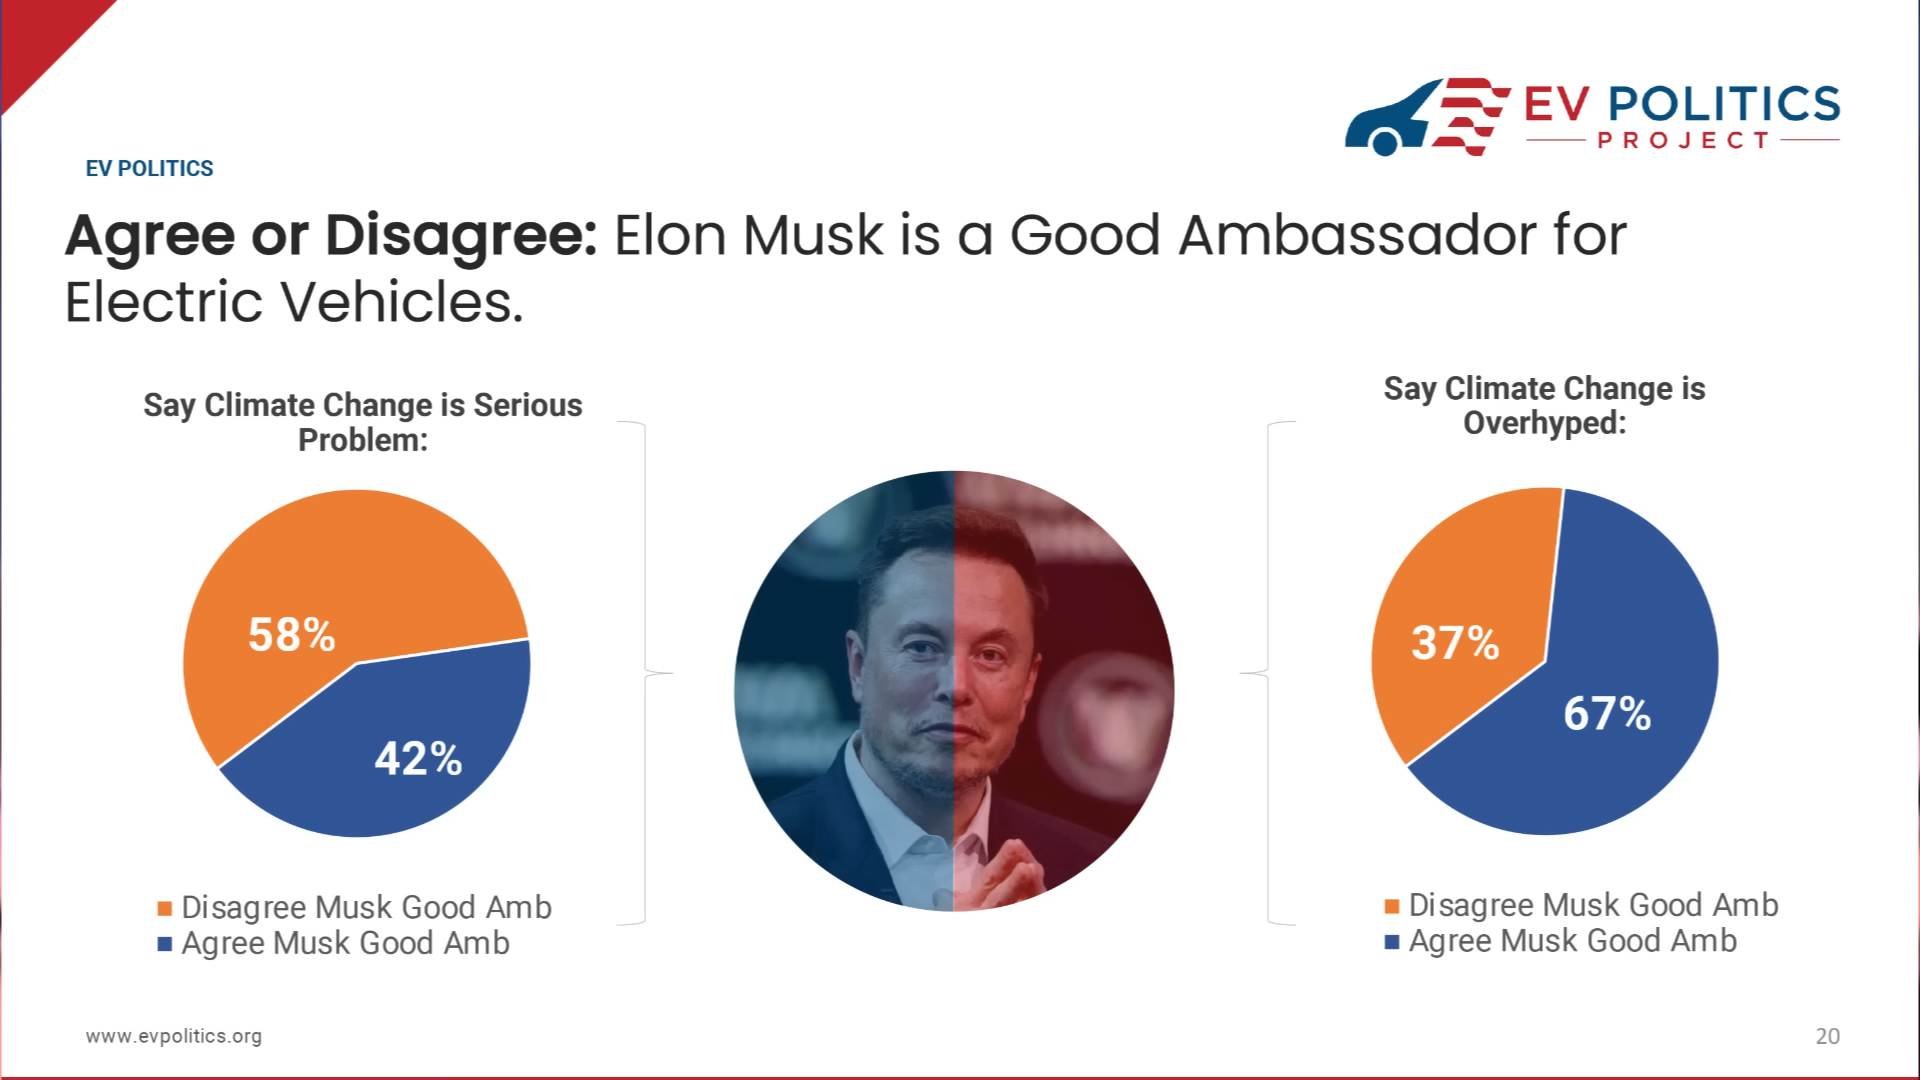 EV POLITICS
PROJECT
EV POLITICS
Agree or Disagree: Elon Musk is a Good Ambassador for
Electric Vehicles.
Say Climate Change is Serious
Problem:
58%
42%
Disagree Musk Good Amb
Agree Musk Good Amb
Say Climate Change is
Overhyped:
37%
67%
Disagree Musk Good Amb
Agree Musk Good Amb
www.evpolitics.org
20